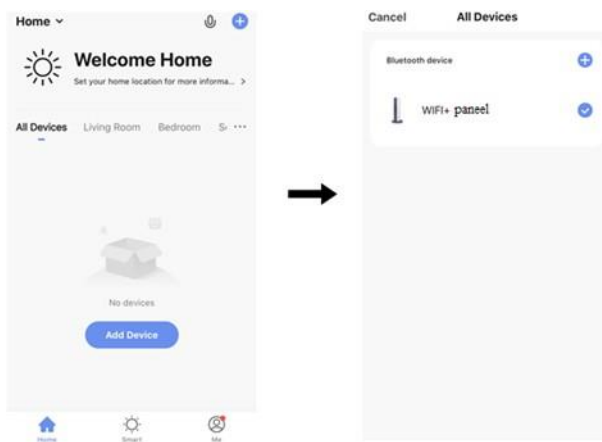 Home
Welcome Home
Set your home location for more informa... >
All Devices Living Room Bedroom S ...
No devices
Add Device
Home Smart Me
Cancel All Devices
Bluetooth device
WIFI+ paneel